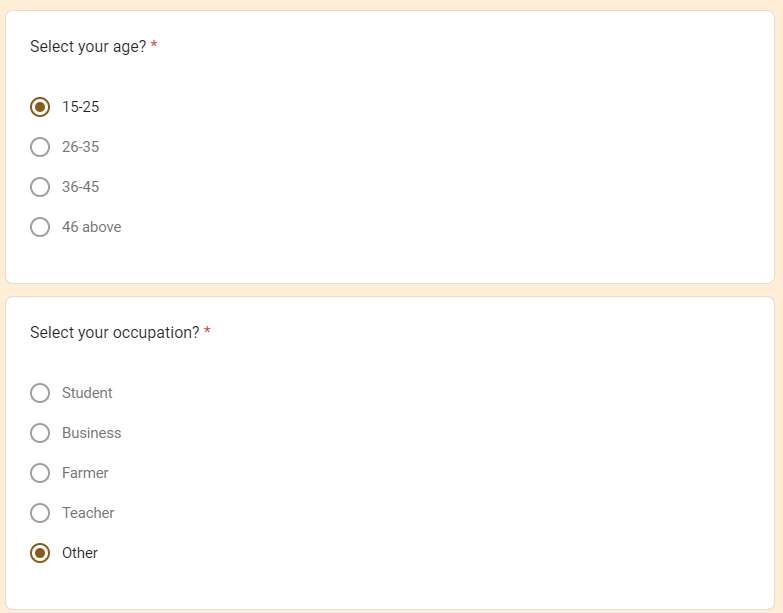 Select your age? *
15-25
26-35
36-45
46 above
Select your occupation? *
Student
Business
Farmer
Teacher
Other